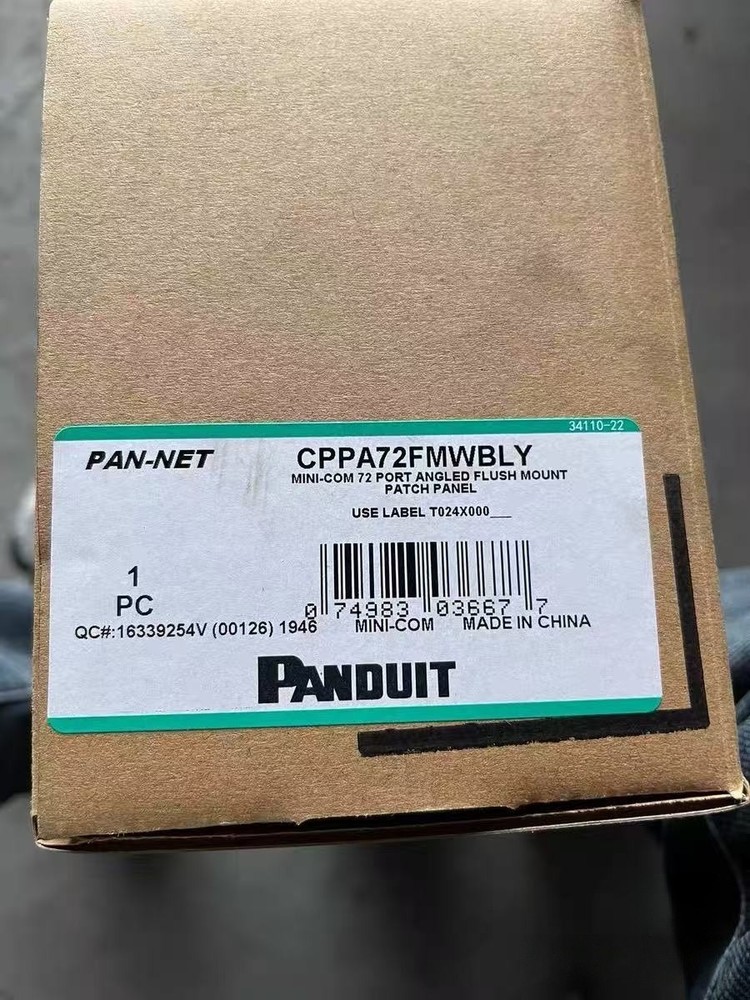 34110-22
PAN-NET
CPPA72FMWBLY
MINI-COM 72 PORT ANGLED FLUSH MOUNT
PATCH PANEL
USE LABEL T024X000___
1
PC
0 74983 03667 7
QC#:16339254V (00126) 1946 MINI-COM MADE IN CHINA
PANDUIT